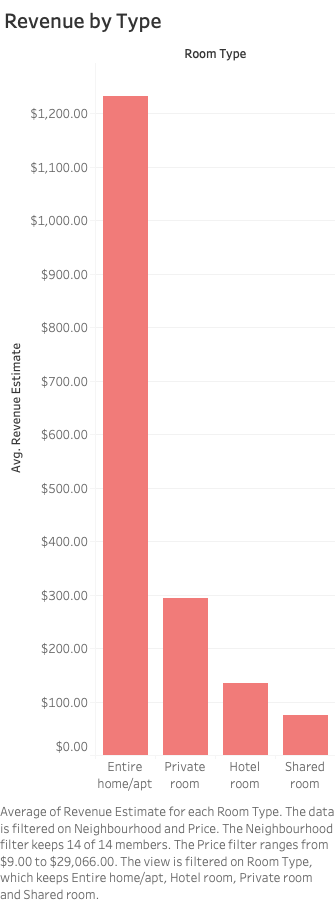 Revenue by Type
Room Type
Avg. Revenue Estimate
$1,200.00
$1,100.00
$1,000.00
$900.00
$800.00
$700.00
$600.00
$500.00
$400.00
$300.00
$200.00
$100.00
$0.00
Entire
home/apt
Private
room
Hotel
room
Shared
room
Average of Revenue Estimate for each Room Type. The data
is filtered on Neighbourhood and Price. The Neighbourhood
filter keeps 14 of 14 members. The Price filter ranges from
$9.00 to $29,066.00. The view is filtered on Room Type,
which keeps Entire home/apt, Hotel room, Private room
and Shared room.